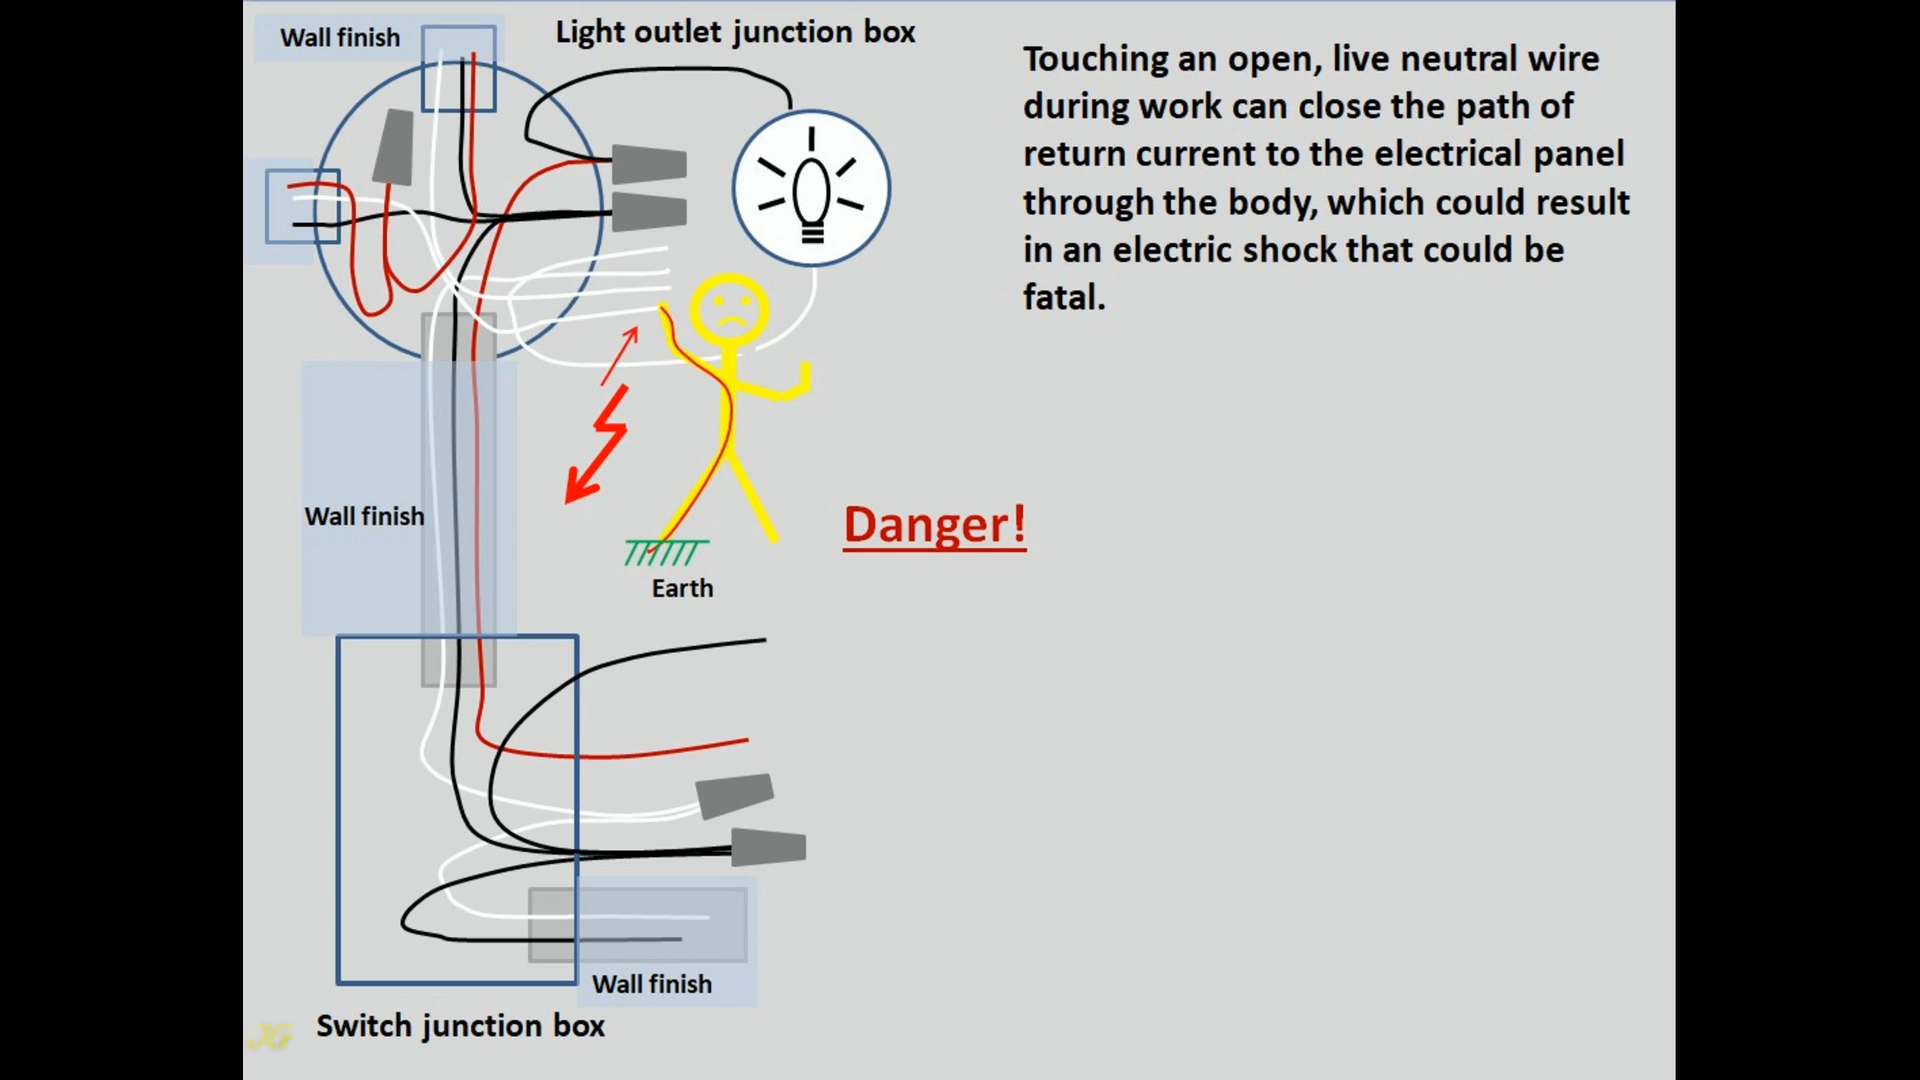 Wall finish
Light outlet junction box
Touching an open, live neutral wire
during work can close the path of
return current to the electrical panel
through the body, which could result
in an electric shock that could be
fatal.
Wall finish
Danger!
Earth
Wall finish
Switch junction box
JG